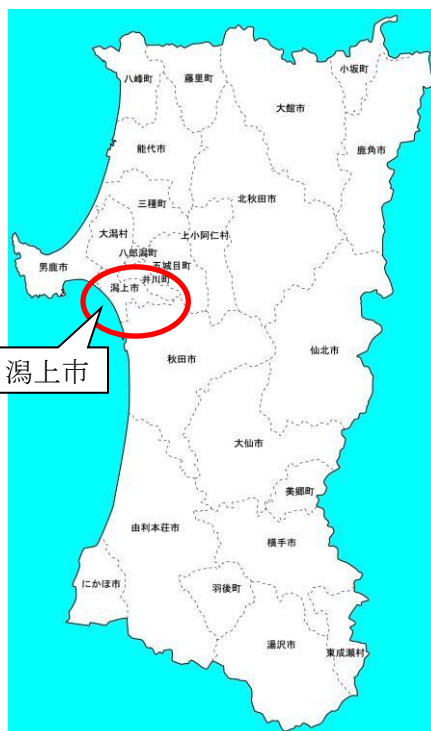 八峰町
藤里町
小坂町
大館市
能代市
鹿角市
三種町
北秋田市
大潟村
上小阿仁村
八郎潟町
男鹿市
五城目町
井川町
潟上市
潟上市
秋田市
仙北市
大仙市
美郷町
由利本荘市
横手市
にかほ市
羽後町
湯沢市
東成瀬村